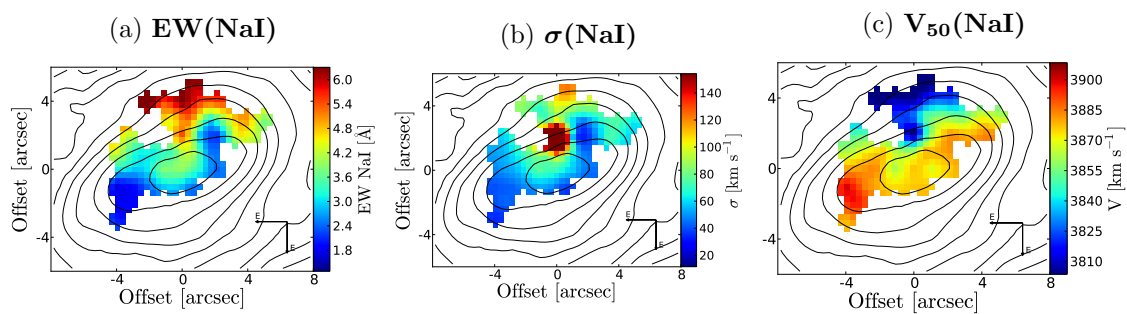 (a) EW(NaI)
Offset [arcsec]
4
0
-4
-4
0
4
8
Offset [arcsec]
E
E
6.0
5.4
4.8
4.2
3.6
3.0
2.4
1.8
EW NaI [Å]
(b) σ(NaI)
Offset [arcsec]
4
0
-4
-4
0
4
8
Offset [arcsec]
E
E
140
120
100
80
60
40
20
σ [km s⁻¹]
(c) V₅₀(NaI)
4
0
-4
-4
0
4
8
Offset [arcsec]
E
E
3900
3885
3870
3855
3840
3825
3810
V [km s⁻¹]